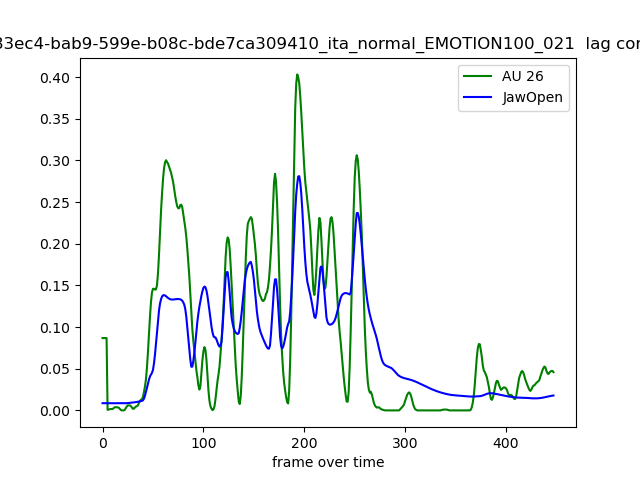 33ec4-bab9-599e-b08c-bde7ca309410_ita_normal_EMOTION100_021 lag cor
AU 26
JawOpen
0.40
0.35
0.30
0.25
0.20
0.15
0.10
0.05
0.00
0 100 200 300 400
frame over time